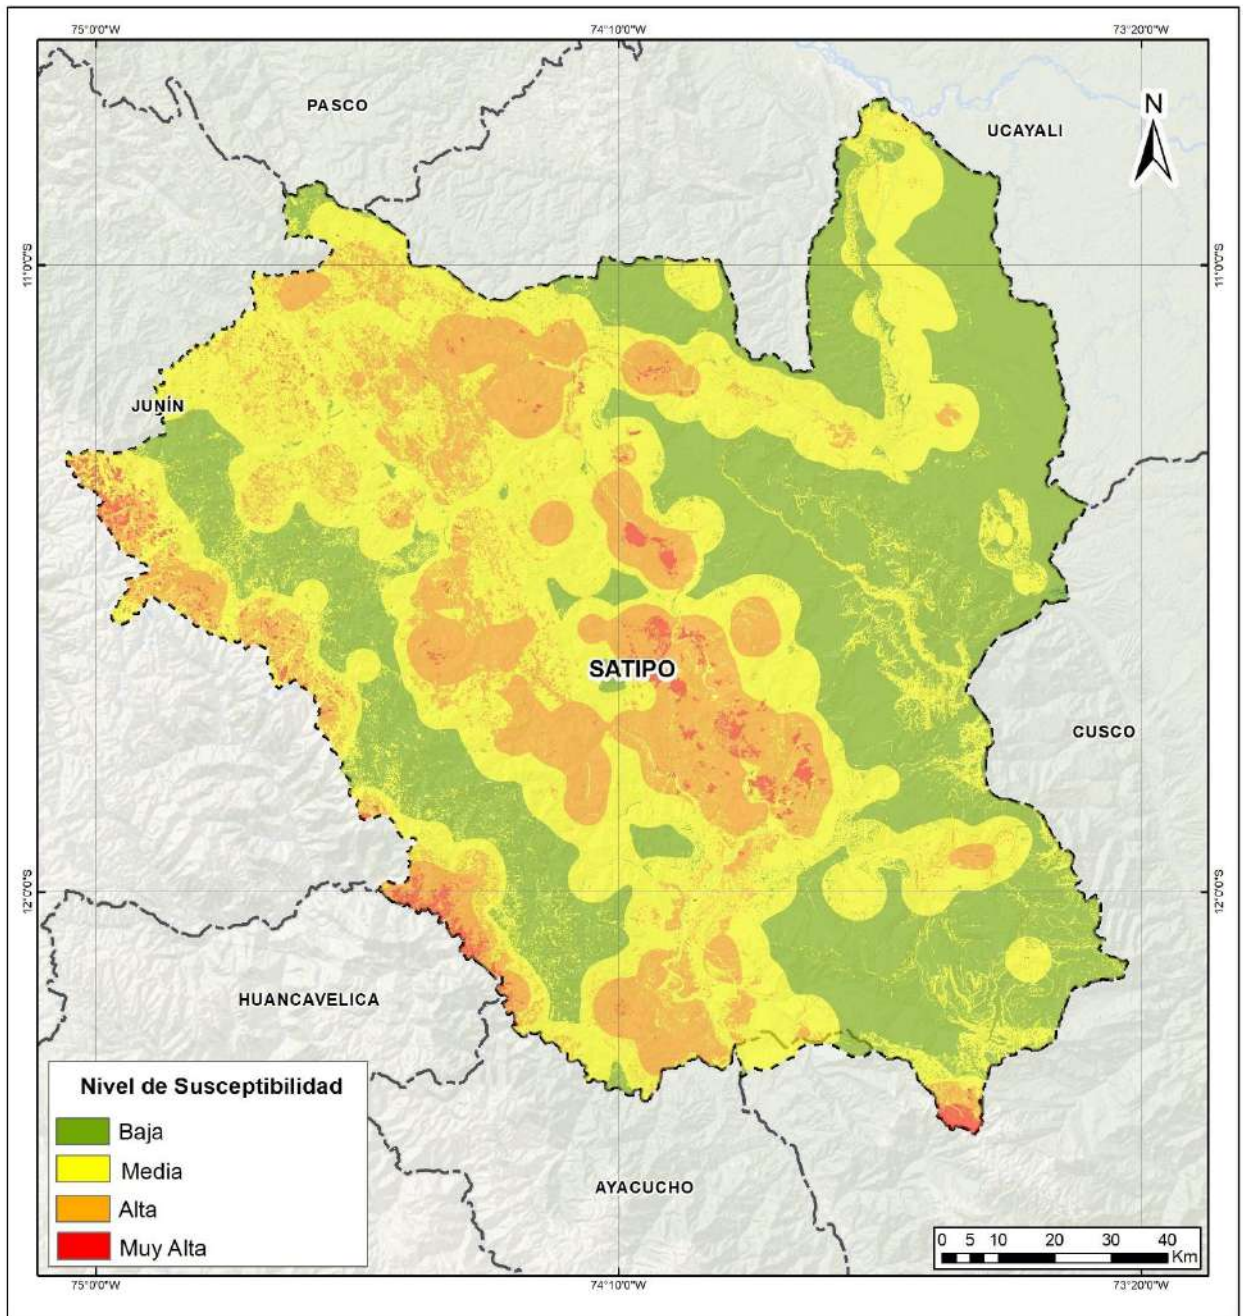 75°0'0"W 74°10'0"W 73°20'0"W
PASCO
UCAYALI
N
11°0'0"S 11°0'0"S
JUNÍN
SATIPO
CUSCO
12°0'0"S 12°0'0"S
HUANCAVELICA
AYACUCHO
Nivel de Susceptibilidad
Baja
Media
Alta
Muy Alta
0 5 10 20 30 40
Km
75°0'0"W 74°10'0"W 73°20'0"W